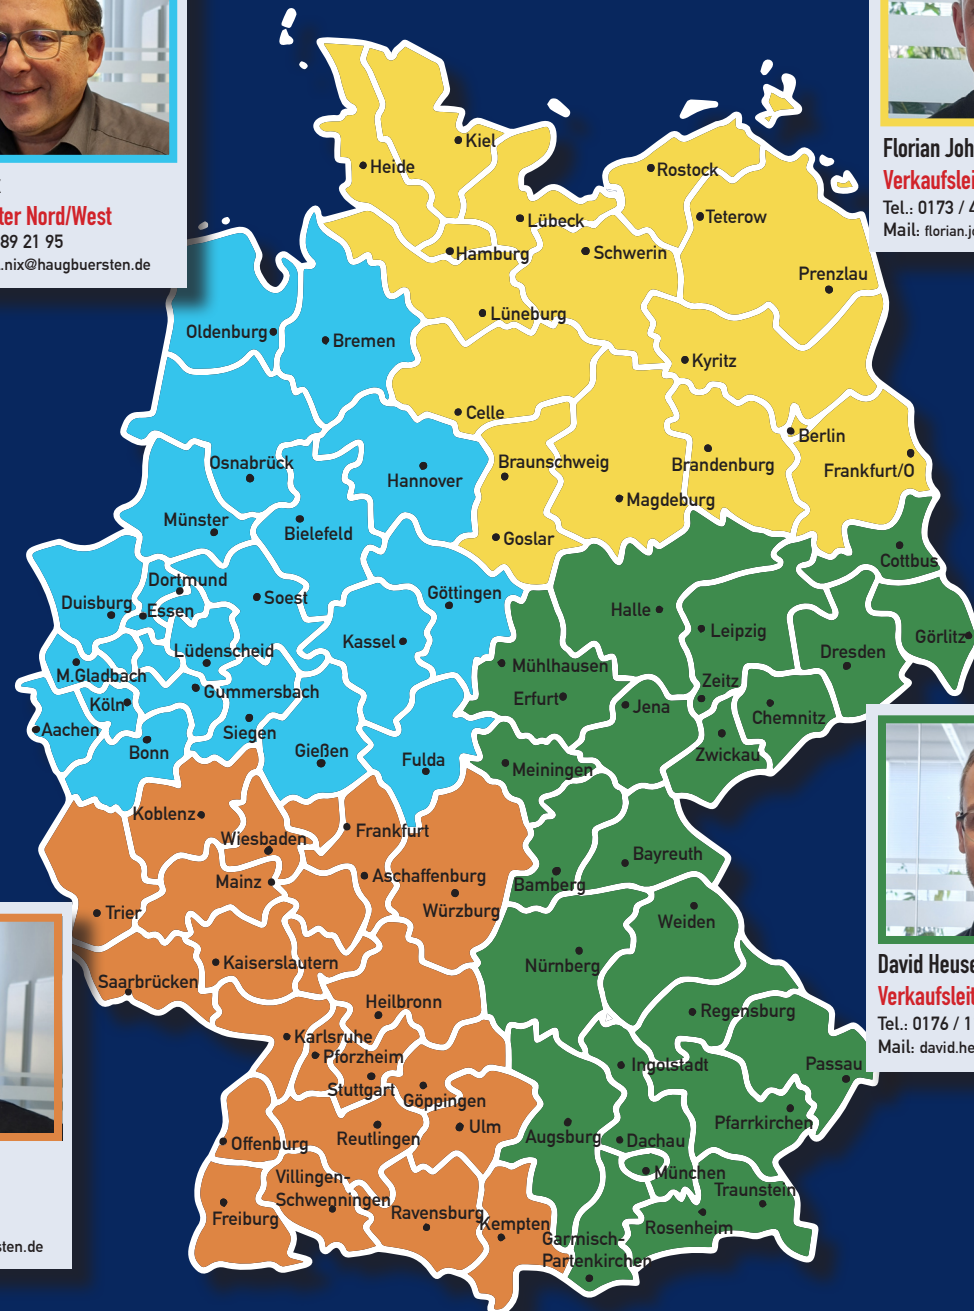 ter Nord/West
89 21 95
.nix@haugbuersten.de
Florian Joh
Verkaufsleit
Tel.: 0173 / 4
Mail: florian.jo
Kiel
Heide
Rostock
Lübeck
Teterow
Hamburg
Schwerin
Prenzlau
Lüneburg
Oldenburg
Bremen
Kyritz
Celle
Berlin
Osnabrück
Braunschweig
Brandenburg
Frankfurt/O
Hannover
Magdeburg
Münster
Bielefeld
Goslar
Cottbus
Dortmund
Duisburg
Essen
Soest
Göttingen
Halle
Leipzig
Görlitz
Kassel
Lüdenscheid
Dresden
M.Gladbach
Mühlhausen
Zeitz
Köln
Gummersbach
Erfurt
Jena
Chemnitz
Aachen
Siegen
Bonn
Gießen
Fulda
Zwickau
Meiningen
Koblenz
Frankfurt
Wiesbaden
Bayreuth
Mainz
Aschaffenburg
Bamberg
Trier
Würzburg
Weiden
Nürnberg
Kaiserslautern
Saarbrücken
David Heuse
Verkaufsleit
Tel.: 0176 / 1
Mail: david.he
Heilbronn
Regensburg
Karlsruhe
Pforzheim
Ingolstadt
Passau
Stuttgart
Göppingen
Pfarrkirchen
Ulm
Augsburg
Dachau
Offenburg
Reutlingen
München
Villingen-
Schwenningen
Traunstein
Freiburg
Ravensburg
Kempten
Rosenheim
Garmisch-
Partenkirchen
sten.de